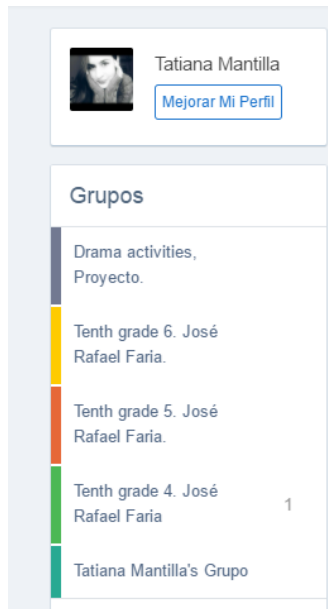 Tatiana Mantilla
Mejorar Mi Perfil
Grupos
Drama activities,
Proyecto.
Tenth grade 6. José
Rafael Faria.
Tenth grade 5. José
Rafael Faria.
Tenth grade 4. José
Rafael Faria
1
Tatiana Mantilla's Grupo